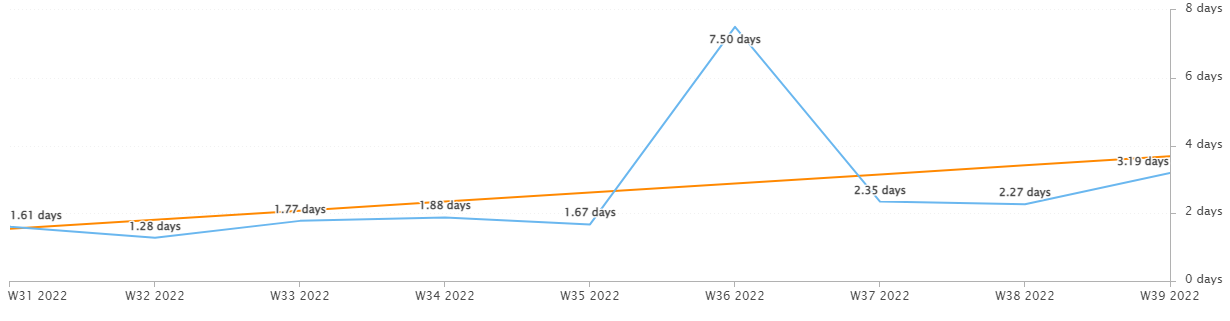 8 days
7.50 days
6 days
4 days
3.19 days
2.35 days
2.27 days
1.61 days
1.28 days
1.77 days
1.88 days
1.67 days
2 days
0 days
W31 2022
W32 2022
W33 2022
W34 2022
W35 2022
W36 2022
W37 2022
W38 2022
W39 2022